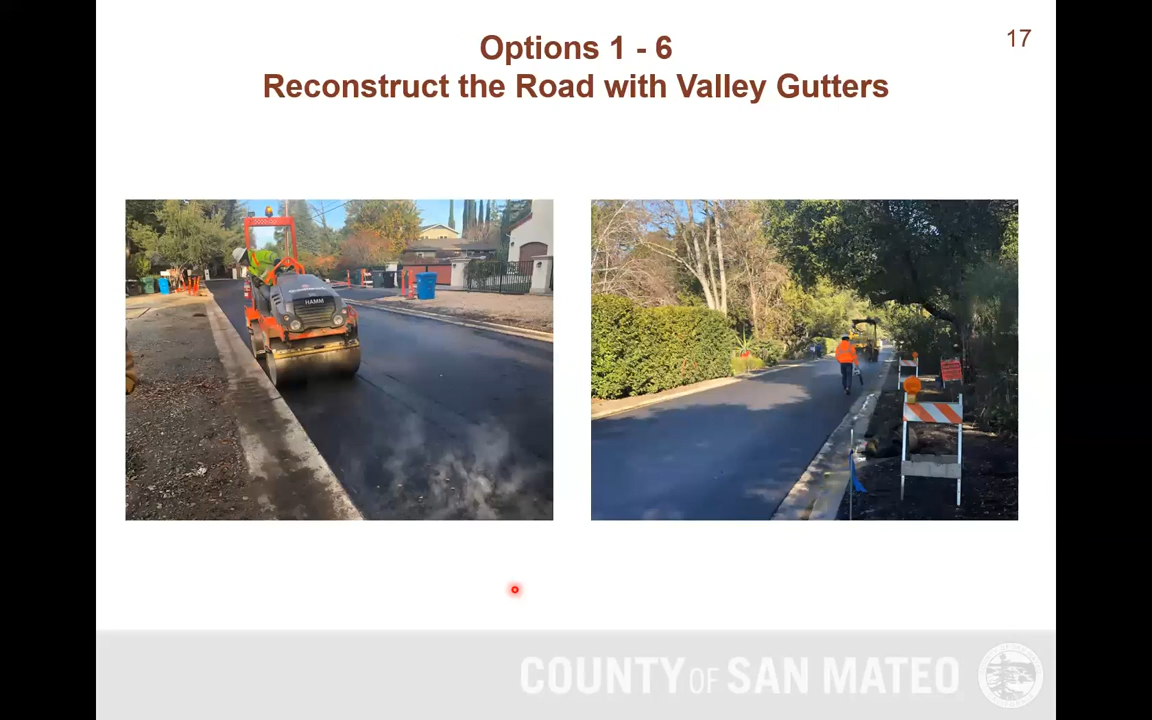 17
Options 1 - 6
Reconstruct the Road with Valley Gutters
HAMM
COUNTY OF SAN MATEO